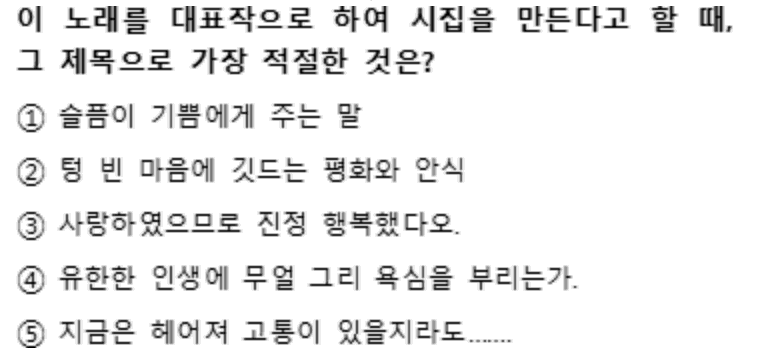 이 노래를 대표작으로 하여 시집을 만든다고 할 때,
그 제목으로 가장 적절한 것은?
① 슬픔이 기쁨에게 주는 말
② 텅 빈 마음에 깃드는 평화와 안식
③ 사랑하였으므로 진정 행복했다오.
④ 유한한 인생에 무얼 그리 욕심을 부리는가.
⑤ 지금은 헤어져 고통이 있을지라도.......